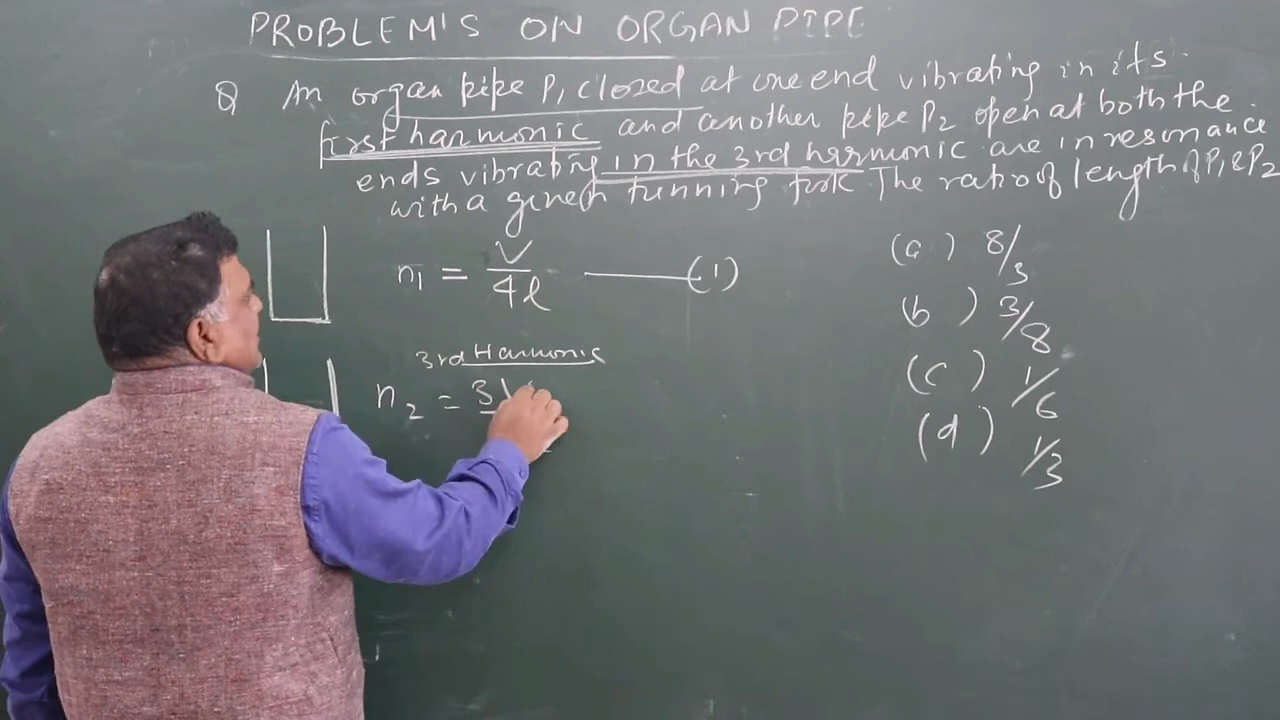 PROBLEM'S ON ORGAN PIPE
Q An organ pipe P1 closed at one end vibrating in its
first harmonic and another pipe P2 open at both the
ends vibrating in the 3rd harmonic are in resonance
with a given tunning fork The ratio of length of P1 & P2
n1 = V/4l (1)
3rd Harmonic
n2 = 3V
(a) 8/3
(b) 3/8
(c) 1/6
(d) 1/3